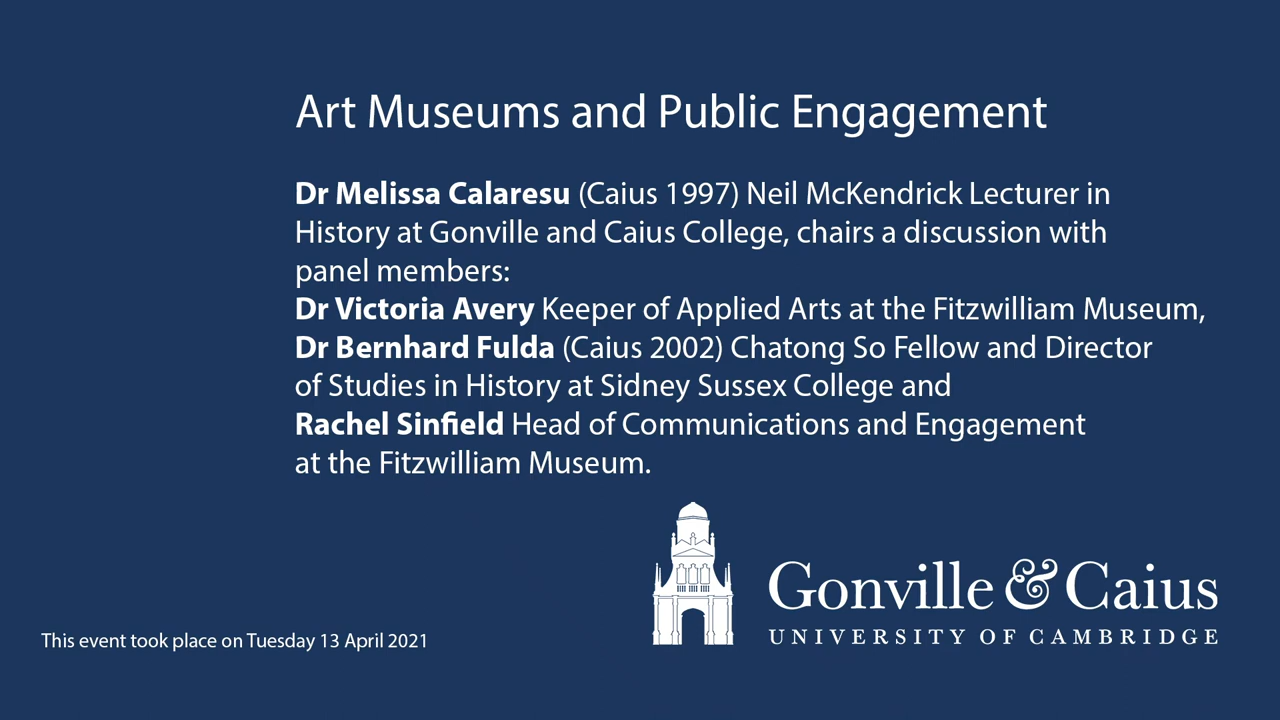 Art Museums and Public Engagement
Dr Melissa Calaresu (Caius 1997) Neil McKendrick Lecturer in
History at Gonville and Caius College, chairs a discussion with
panel members:
Dr Victoria Avery Keeper of Applied Arts at the Fitzwilliam Museum,
Dr Bernhard Fulda (Caius 2002) Chatong So Fellow and Director
of Studies in History at Sidney Sussex College and
Rachel Sinfield Head of Communications and Engagement
at the Fitzwilliam Museum.
Gonville & Caius
UNIVERSITY OF CAMBRIDGE
This event took place on Tuesday 13 April 2021